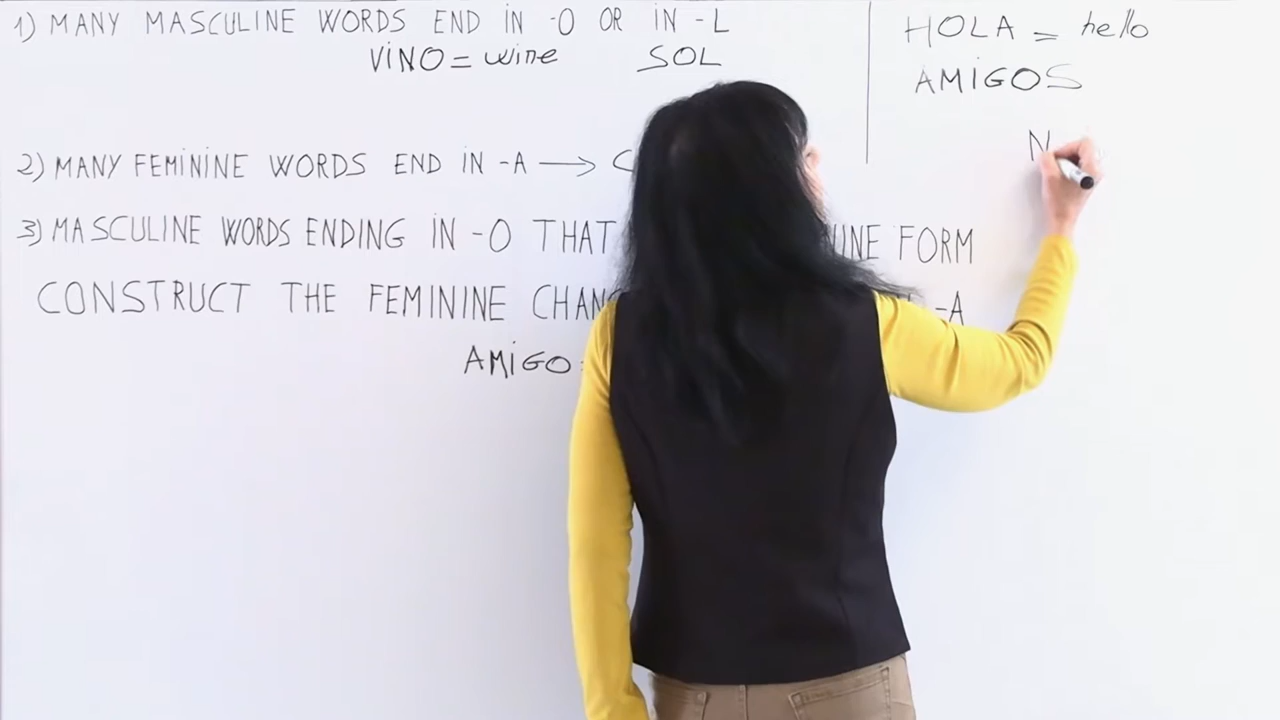 1) MANY MASCULINE WORDS END IN -O OR IN -L
VINO = wine SOL
2) MANY FEMININE WORDS END IN -A →
3) MASCULINE WORDS ENDING IN -O THAT FORM
CONSTRUCT THE FEMININE -A
AMIGO
HOLA = hello
AMIGOS
N